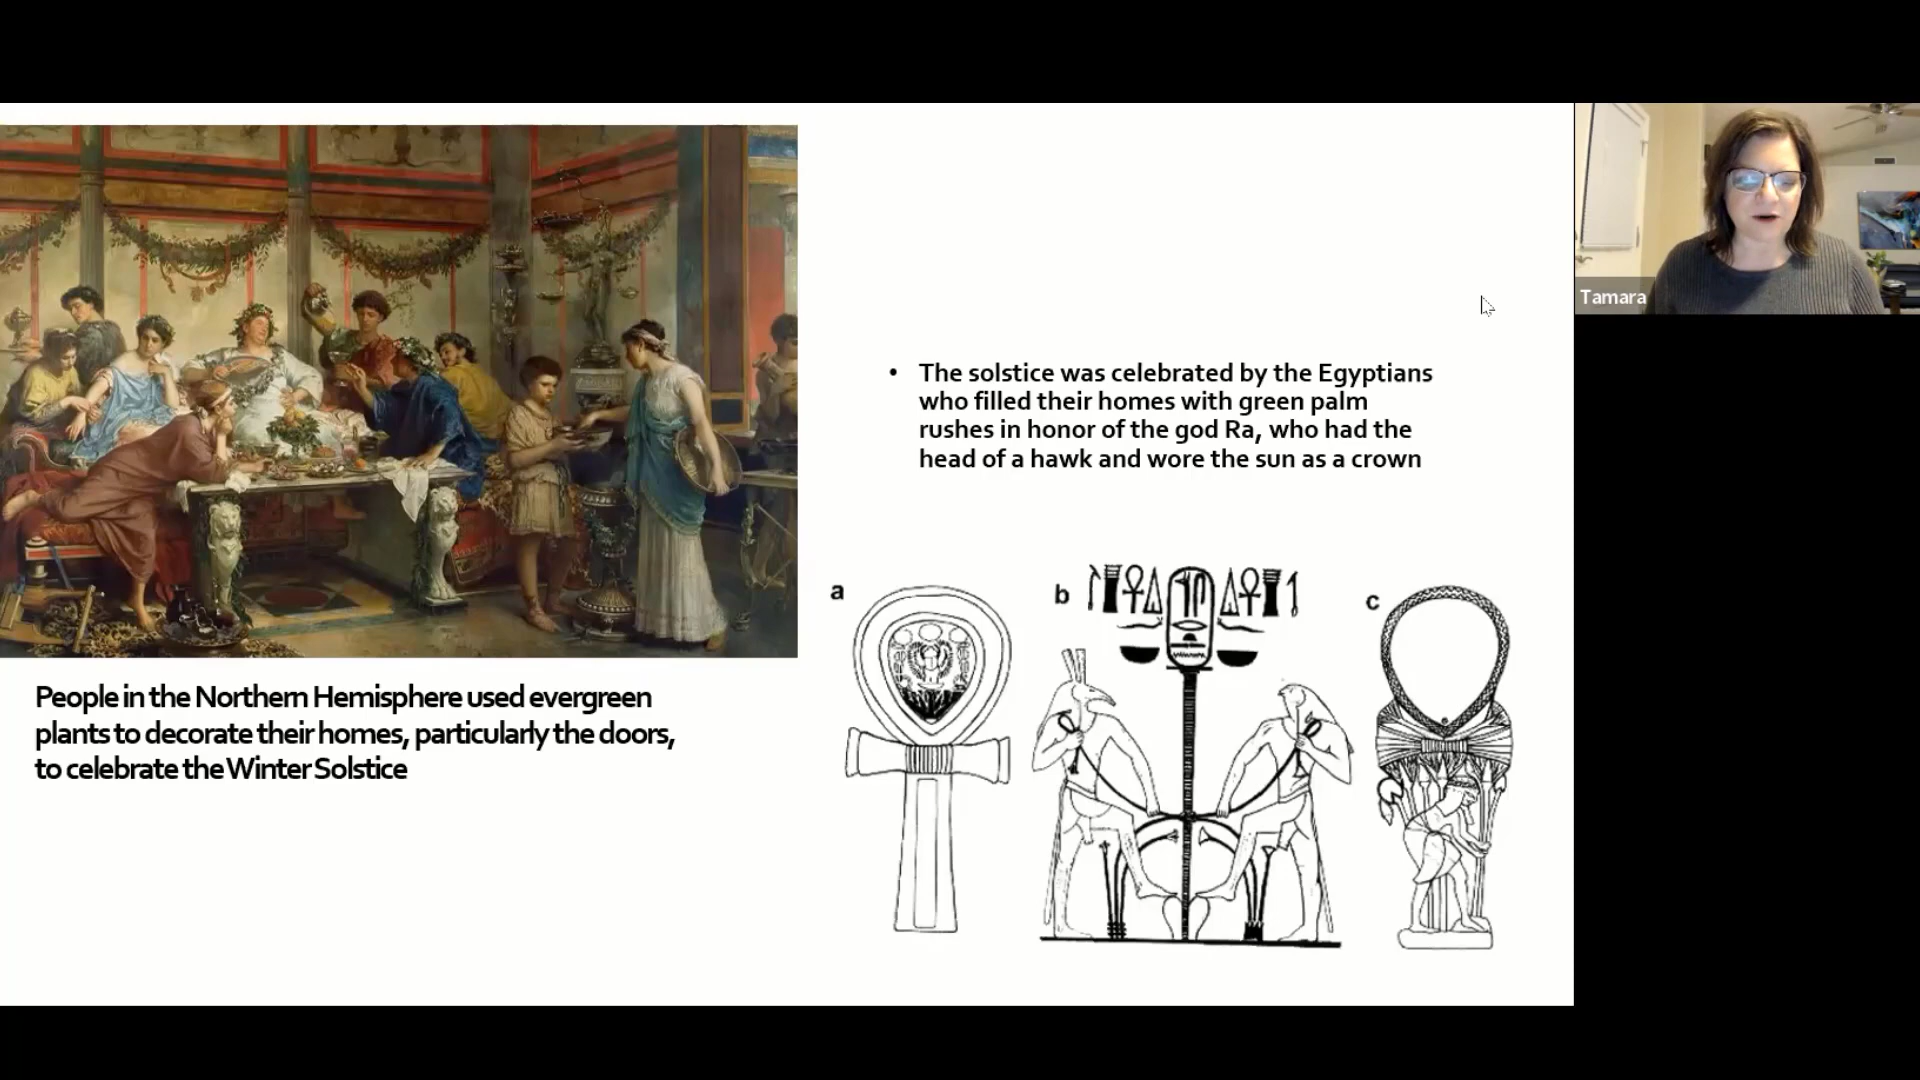 People in the Northern Hemisphere used evergreen
plants to decorate their homes, particularly the doors,
to celebrate the Winter Solstice
• The solstice was celebrated by the Egyptians
who filled their homes with green palm
rushes in honor of the god Ra, who had the
head of a hawk and wore the sun as a crown
a
b
c
Tamara